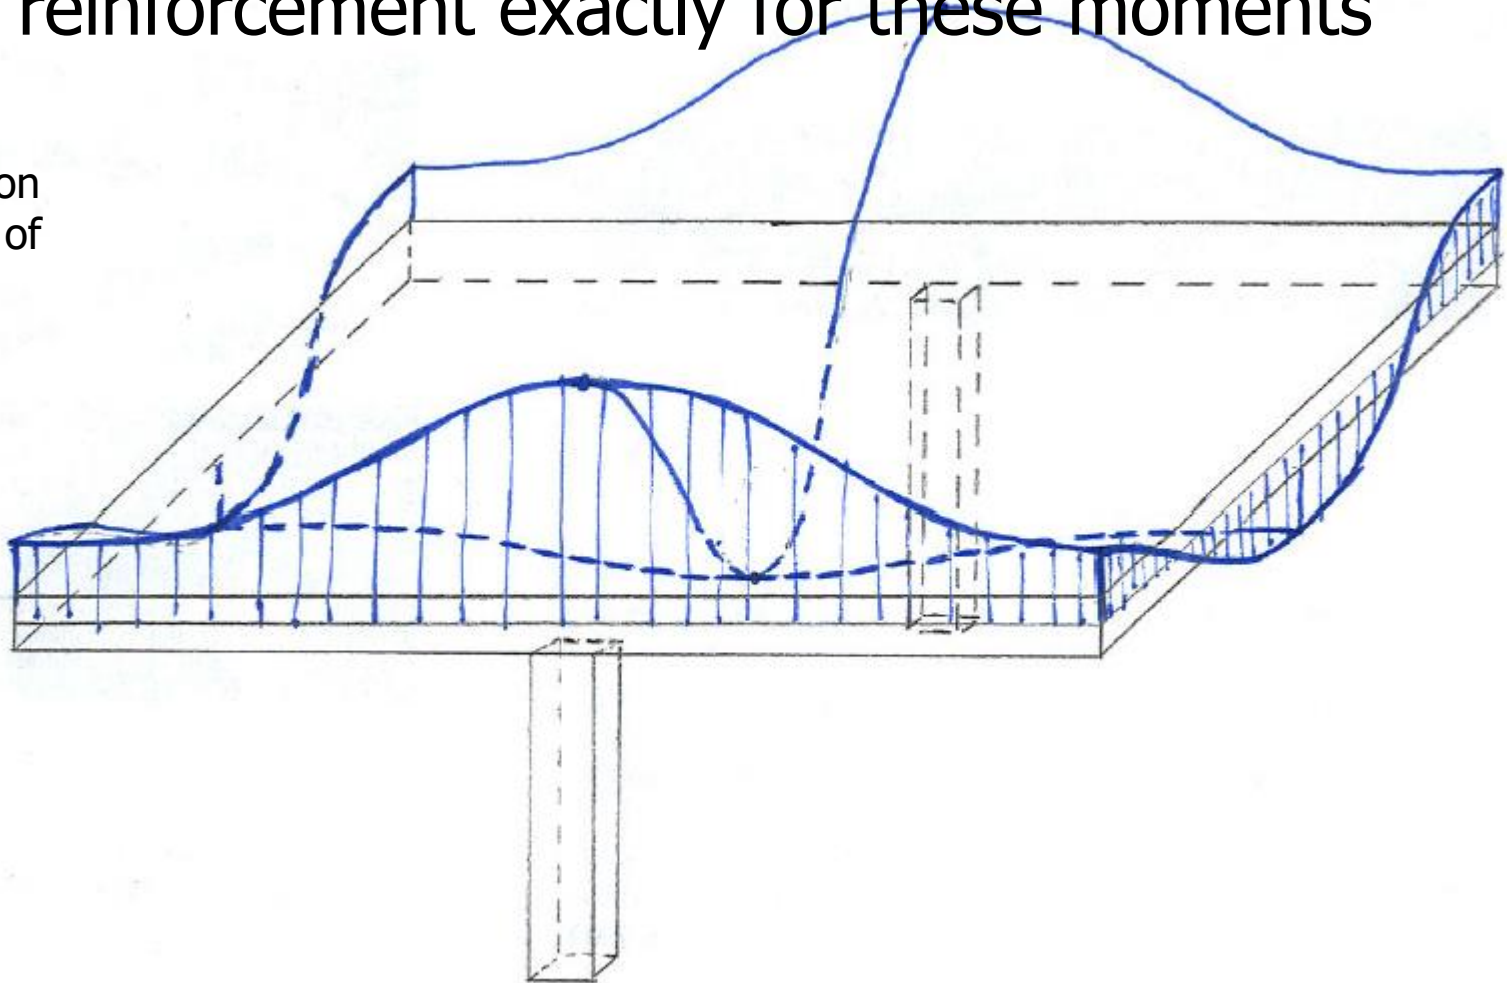 reinforcement exactly for these moments
on
of